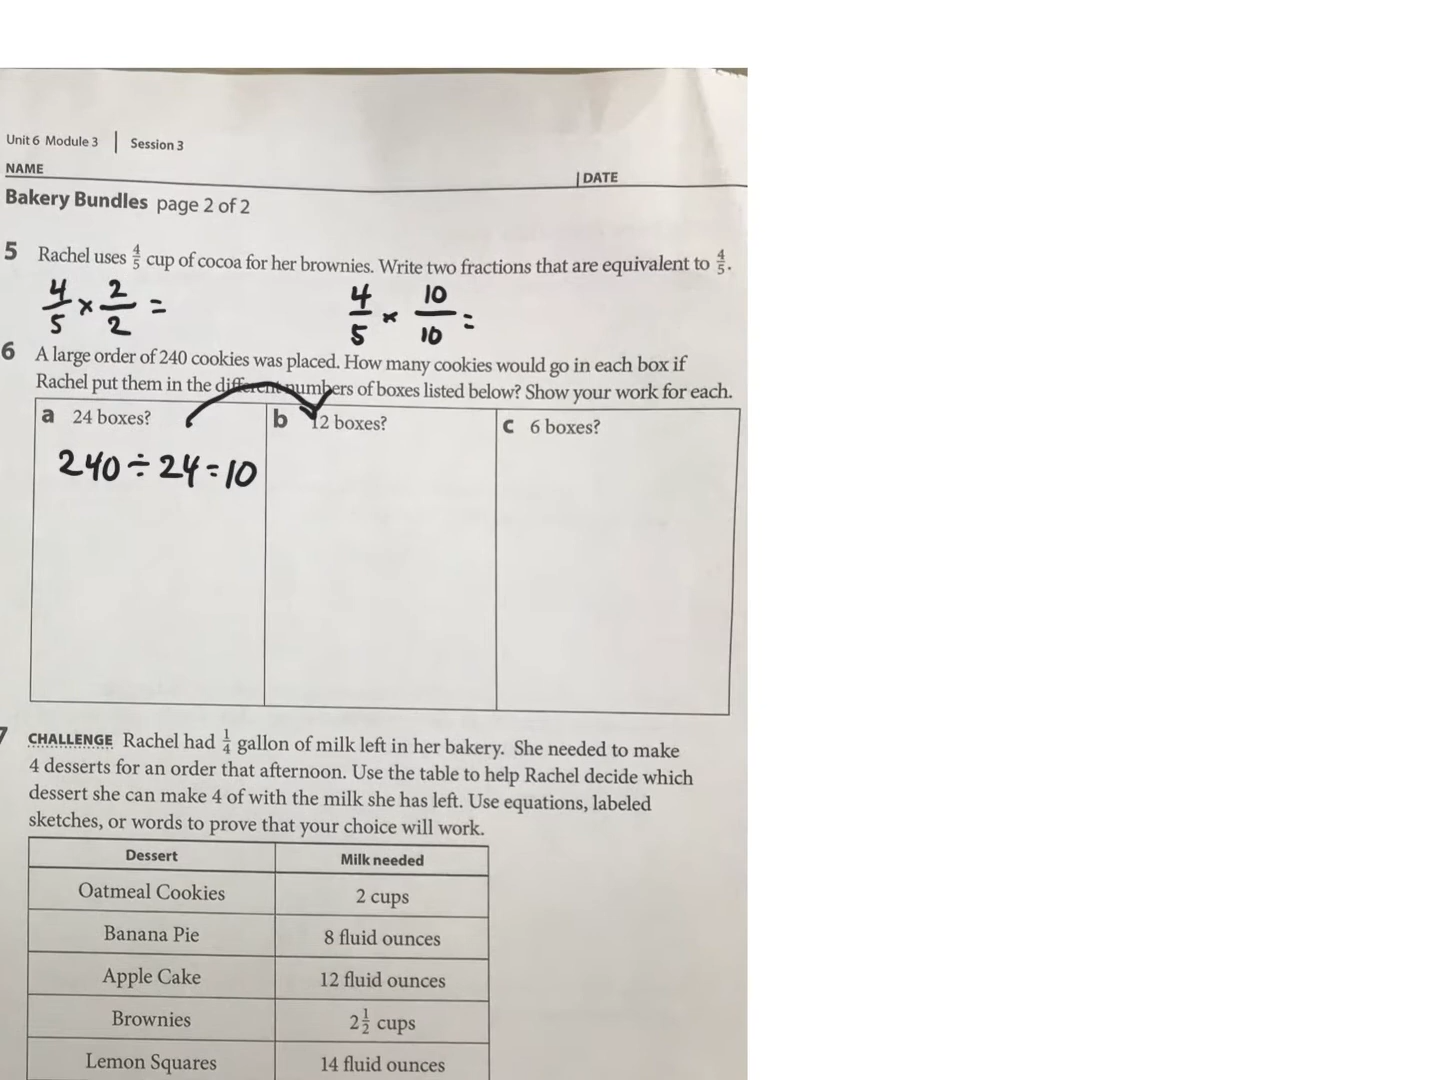 Unit 6 Module 3 | Session 3
NAME | DATE
Bakery Bundles page 2 of 2
5 Rachel uses 4/5 cup of cocoa for her brownies. Write two fractions that are equivalent to 4/5.
4/5 × 2/2 = 4/5 × 10/10 =
6 A large order of 240 cookies was placed. How many cookies would go in each box if
Rachel put them in the different numbers of boxes listed below? Show your work for each.
a 24 boxes? b 12 boxes? c 6 boxes?
240 ÷ 24 = 10
7 CHALLENGE Rachel had 1/4 gallon of milk left in her bakery. She needed to make
4 desserts for an order that afternoon. Use the table to help Rachel decide which
dessert she can make 4 of with the milk she has left. Use equations, labeled
sketches, or words to prove that your choice will work.
Dessert Milk needed
Oatmeal Cookies 2 cups
Banana Pie 8 fluid ounces
Apple Cake 12 fluid ounces
Brownies 2 1/2 cups
Lemon Squares 14 fluid ounces